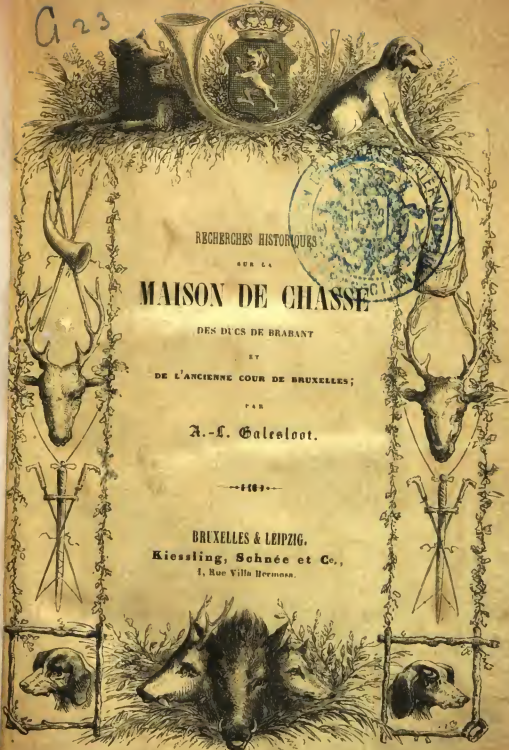 G 23
RECHERCHES HISTORIQUES
SUR LA
MAISON DE CHASSE
DES DUCS DE BRABANT
ET
DE L'ANCIENNE COUR DE BRUXELLES;
PAR
A.-L. Galesloot.
BRUXELLES & LEIPZIG.
Kiessling, Schnée et Ce.,
1, Rue Villa Hermosa.